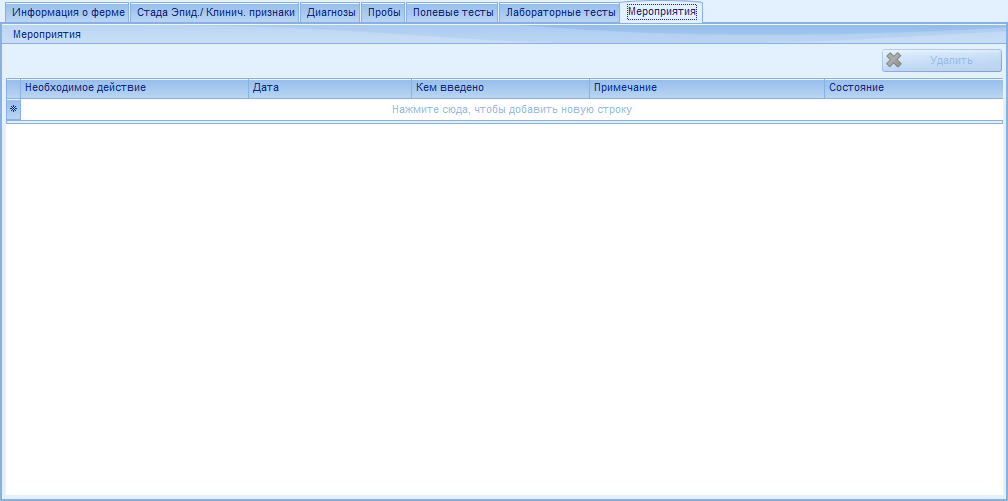 Информация о ферме Стада Эпид./ Клинич. признаки Диагнозы Пробы Полевые тесты Лабораторные тесты Мероприятия
Мероприятия
Удалить
Необходимое действие Дата Кем введено Примечание Состояние
Нажмите сюда, чтобы добавить новую строку